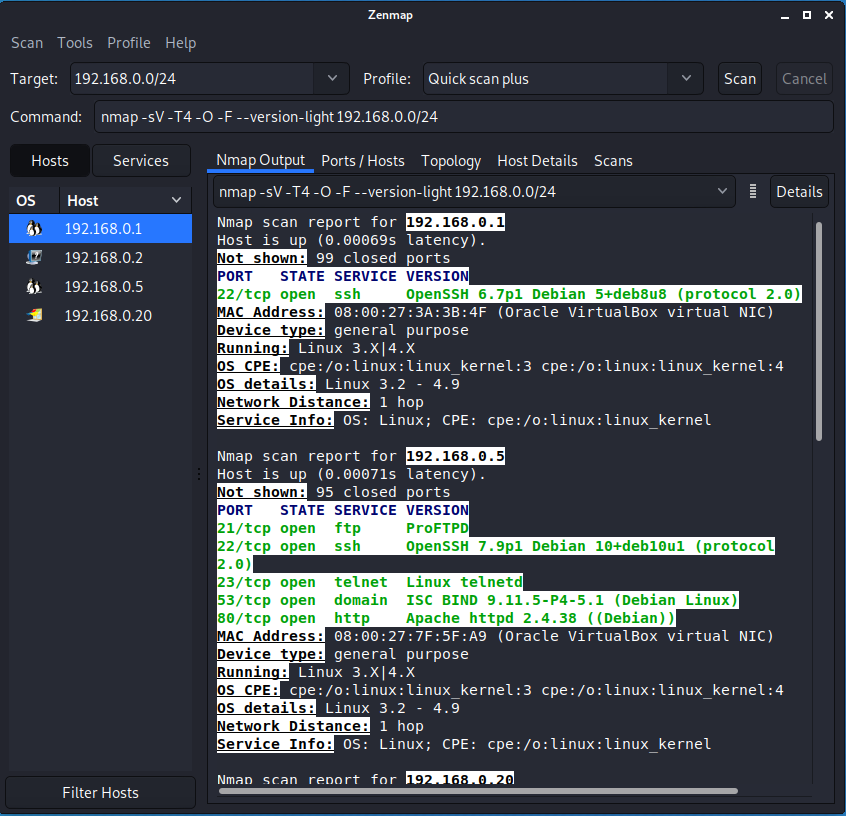 Zenmap
Scan Tools Profile Help
Target: 192.168.0.0/24 Profile: Quick scan plus Scan Cancel
Command: nmap -sV -T4 -O -F --version-light 192.168.0.0/24
Hosts Services
OS Host
192.168.0.1
192.168.0.2
192.168.0.5
192.168.0.20
Filter Hosts
Nmap Output Ports / Hosts Topology Host Details Scans
nmap -sV -T4 -O -F --version-light 192.168.0.0/24 Details
Nmap scan report for 192.168.0.1
Host is up (0.00069s latency).
Not shown: 99 closed ports
PORT STATE SERVICE VERSION
22/tcp open ssh OpenSSH 6.7p1 Debian 5+deb8u8 (protocol 2.0)
MAC Address: 08:00:27:3A:3B:4F (Oracle VirtualBox virtual NIC)
Device type: general purpose
Running: Linux 3.X|4.X
OS CPE: cpe:/o:linux:linux_kernel:3 cpe:/o:linux:linux_kernel:4
OS details: Linux 3.2 - 4.9
Network Distance: 1 hop
Service Info: OS: Linux; CPE: cpe:/o:linux:linux_kernel
Nmap scan report for 192.168.0.5
Host is up (0.00071s latency).
Not shown: 95 closed ports
PORT STATE SERVICE VERSION
21/tcp open ftp ProFTPD
22/tcp open ssh OpenSSH 7.9p1 Debian 10+deb10u1 (protocol
2.0)
23/tcp open telnet Linux telnetd
53/tcp open domain ISC BIND 9.11.5-P4-5.1 (Debian Linux)
80/tcp open http Apache httpd 2.4.38 ((Debian))
MAC Address: 08:00:27:7F:5F:A9 (Oracle VirtualBox virtual NIC)
Device type: general purpose
Running: Linux 3.X|4.X
OS CPE: cpe:/o:linux:linux_kernel:3 cpe:/o:linux:linux_kernel:4
OS details: Linux 3.2 - 4.9
Network Distance: 1 hop
Service Info: OS: Linux; CPE: cpe:/o:linux:linux_kernel
Nmap scan report for 192.168.0.20